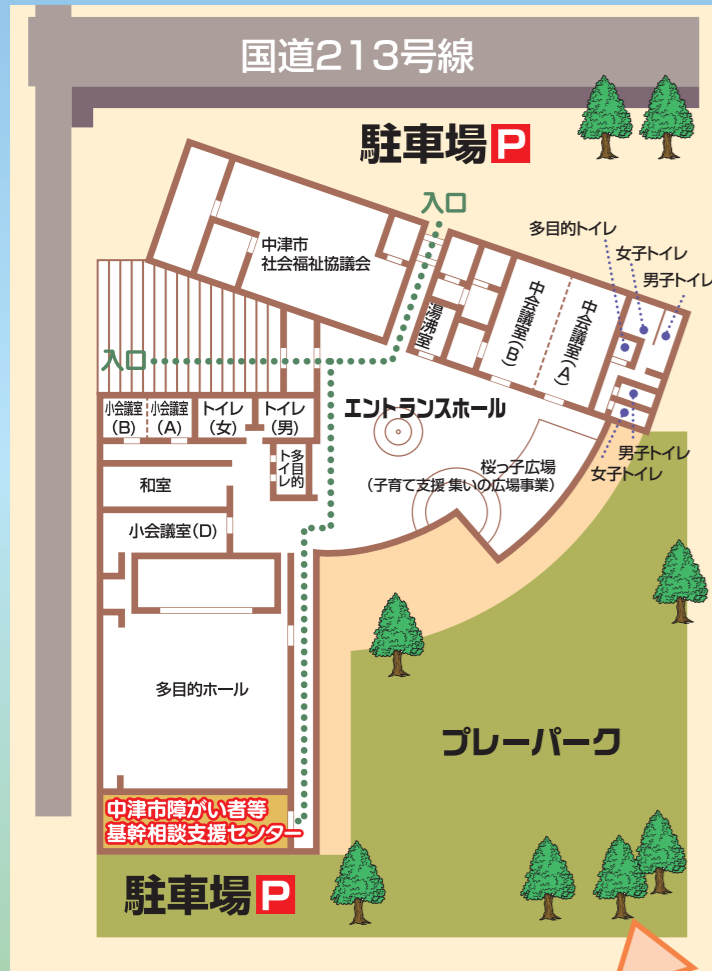 国道213号線
駐車場P
入口
多目的トイレ
女子トイレ
男子トイレ
中津市
社会福祉協議会
湯沸室
中会議室(B)
中会議室(A)
入口
小会議室
(B)
小会議室
(A)
トイレ
(女)
トイレ
(男)
エントランスホール
多目的
トイレ
桜っ子広場
(子育て支援 集いの広場事業)
男子トイレ
女子トイレ
和室
小会議室(D)
多目的ホール
プレーパーク
中津市障がい者等
基幹相談支援センター
駐車場P